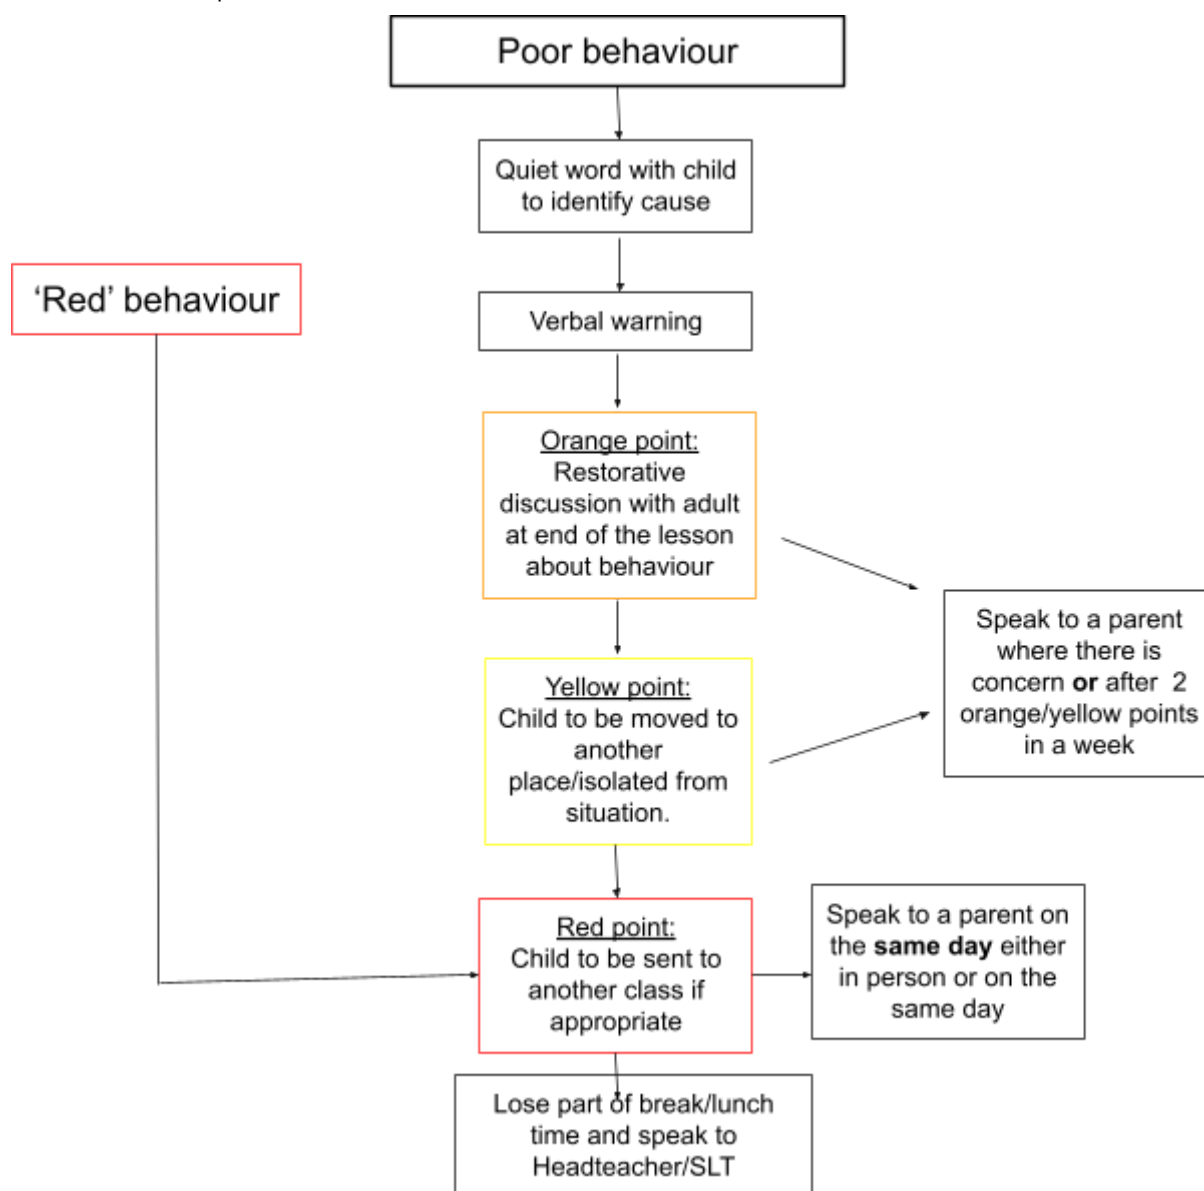 Poor behaviour
Quiet word with child
to identify cause
‘Red’ behaviour
Verbal warning
Orange point:
Restorative
discussion with adult
at end of the lesson
about behaviour
Speak to a parent
where there is
concern or after 2
orange/yellow points
in a week
Yellow point:
Child to be moved to
another
place/isolated from
situation.
Red point:
Child to be sent to
another class if
appropriate
Speak to a parent on
the same day either
in person or on the
same day
Lose part of break/lunch
time and speak to
Headteacher/SLT